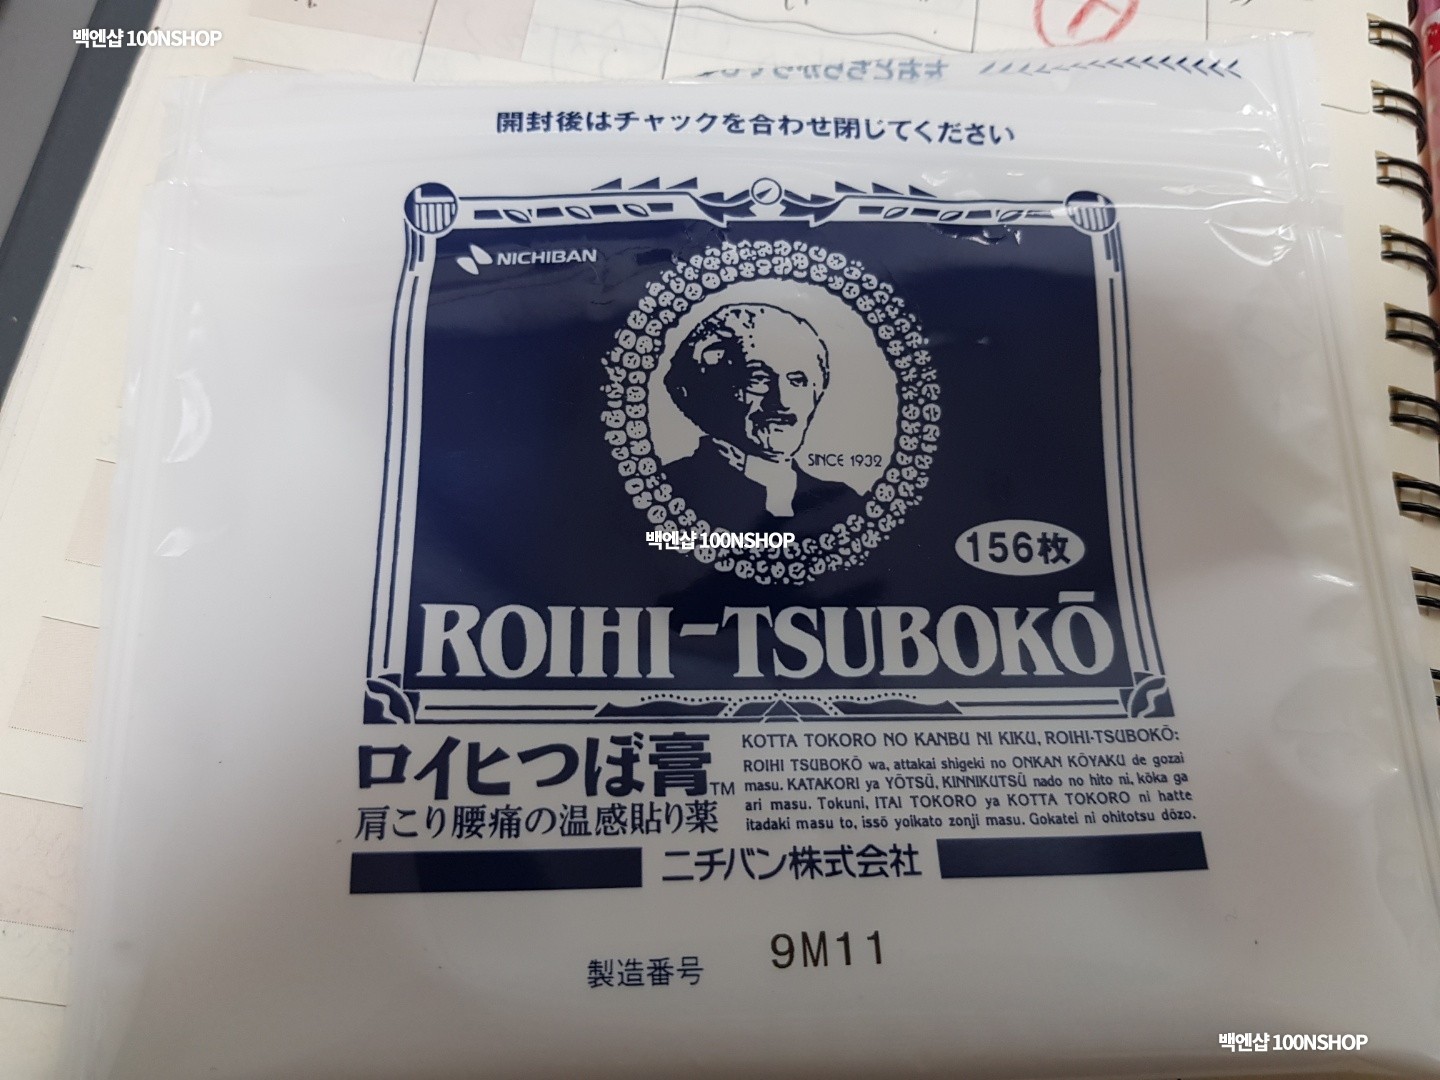 백엔샵 100NSHOP
開封後はチャックを合わせ閉じてください
NICHIBAN
SINCE 1932
백엔샵 100NSHOP
156枚
ROIHI-TSUBOKŌ
ロイヒつぼ膏™
肩こり腰痛の温感貼り薬
KOTTA TOKORO NO KANBU NI KIKU, ROIHI-TSUBOKŌ:
ROIHI TSUBOKŌ wa, attakai shigeki no ONKAN KŌYAKU de gozai
masu. KATAKORI ya YŌTSŪ, KINNIKUTSŪ nado no hito ni, kōka ga
ari masu. Tokuni, ITAI TOKORO ya KOTTA TOKORO ni hatte
itadaki masu to, issō yoikato zonji masu. Gokatei ni ohitotsu dōzo.
ニチバン株式会社
製造番号 9M11
백엔샵 100NSHOP